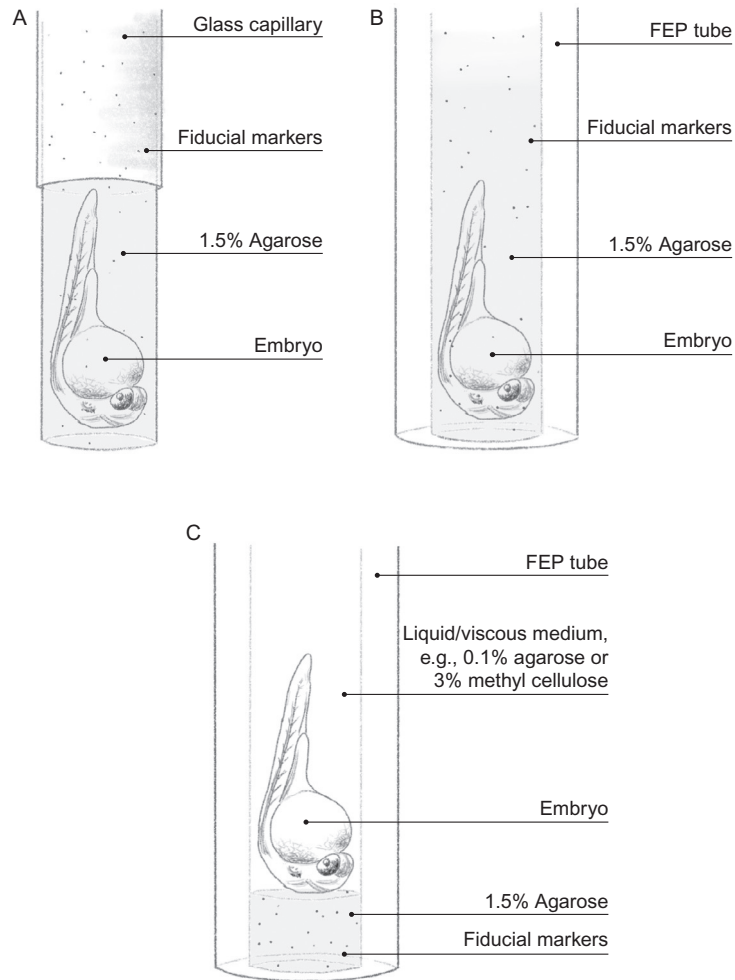 A
Glass capillary
Fiducial markers
1.5% Agarose
Embryo
B
FEP tube
Fiducial markers
1.5% Agarose
Embryo
C
FEP tube
Liquid/viscous medium,
e.g., 0.1% agarose or
3% methyl cellulose
Embryo
1.5% Agarose
Fiducial markers